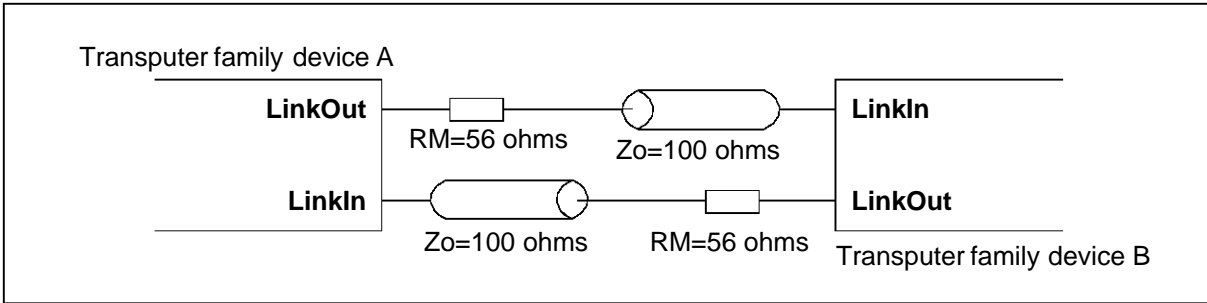 Transputer family device A
LinkOut
LinkIn
RM=56 ohms
Zo=100 ohms
LinkIn
LinkOut
Zo=100 ohms
RM=56 ohms
Transputer family device B